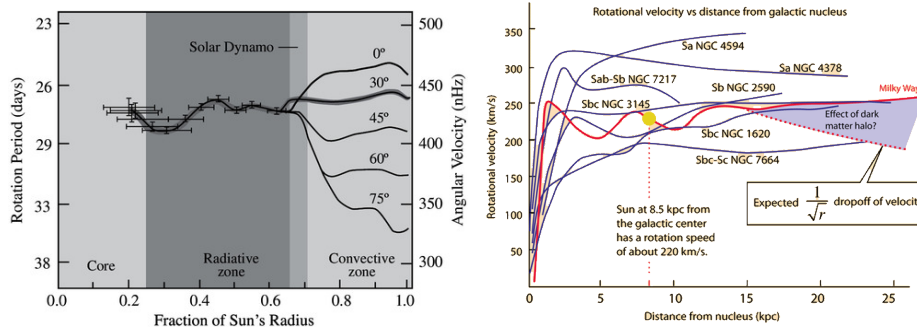 23
26
29
33
38
Rotation Period (days)
Solar Dynamo
0º
30º
45º
60º
75º
Core
Radiative
zone
Convective
zone
500
450
400
350
300
Angular Velocity (nHz)
0.0
0.2
0.4
0.6
0.8
1.0
Fraction of Sun's Radius
Rotational velocity vs distance from galactic nucleus
350
300
250
200
150
100
50
0
Rotational velocity (km/s)
Sa NGC 4594
Sa NGC 4378
Sab-Sb NGC 7217
Sb NGC 2590
Sbc NGC 3145
Milky Way
Effect of dark
matter halo?
Sbc NGC 1620
Sbc-Sc NGC 7664
Expected 1/√r dropoff of velocit
Sun at 8.5 kpc from
the galactic center
has a rotation speed
of about 220 km/s.
0
5
10
15
20
25
Distance from nucleus (kpc)